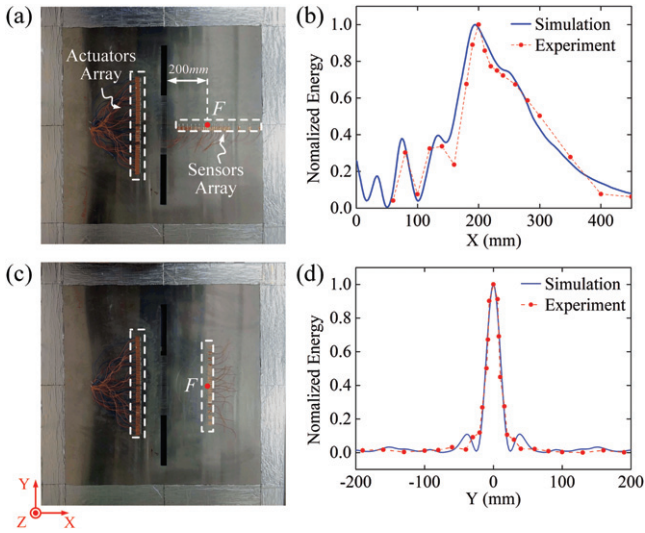 (a)
Actuators
Array
200mm
F
Sensors
Array
(b)
Nomalized Energy
1.0
0.8
0.6
0.4
0.2
0.0
Simulation
Experiment
0 100 200 300 400
X (mm)
(c)
F
Y
Z X
(d)
Nomalized Energy
1.0
0.8
0.6
0.4
0.2
0.0
Simulation
Experiment
-200 -100 0 100 200
Y (mm)